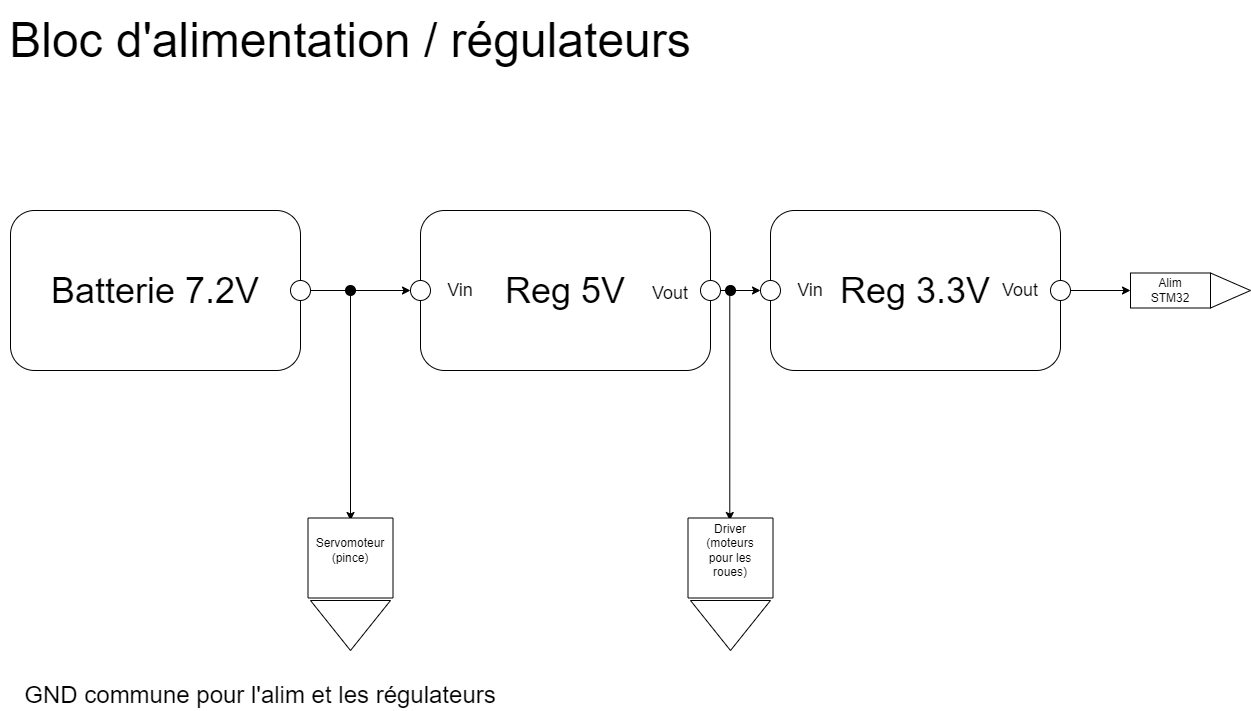 Bloc d'alimentation / régulateurs
Batterie 7.2V
Vin
Reg 5V
Vout
Vin
Reg 3.3V
Vout
Alim
STM32
Servomoteur
(pince)
Driver
(moteurs
pour les
roues)
GND commune pour l'alim et les régulateurs